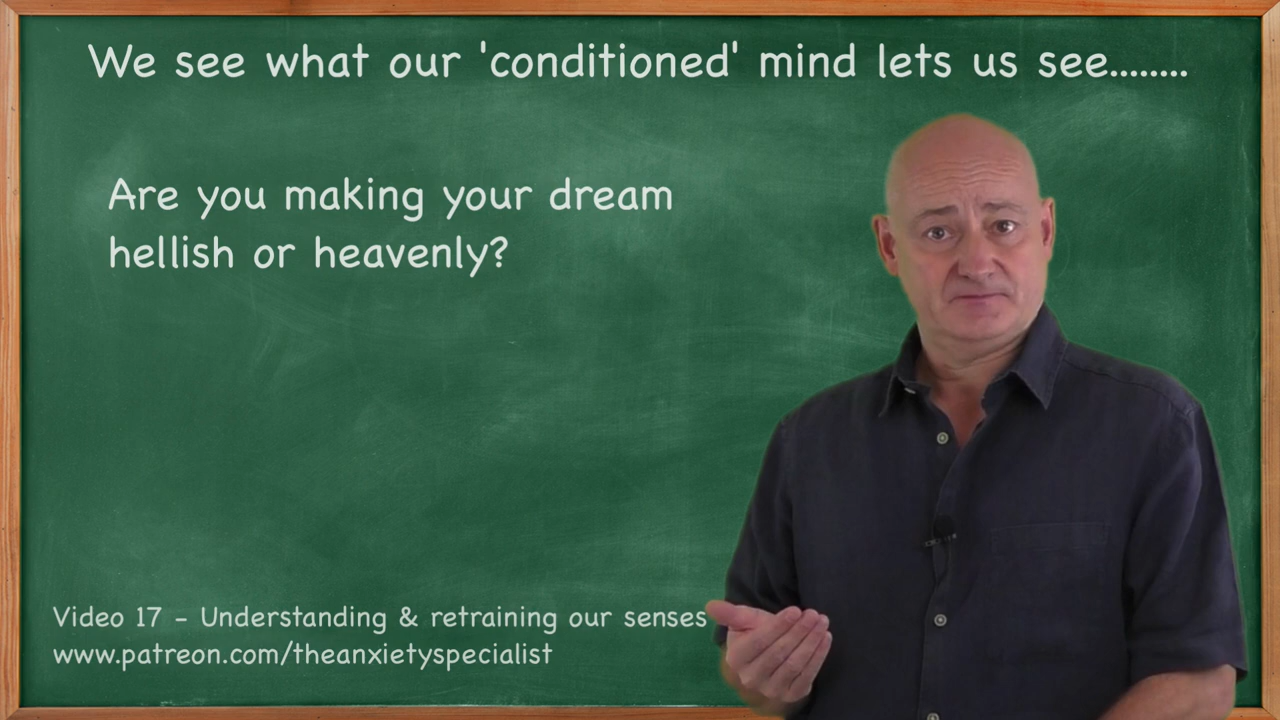 We see what our 'conditioned' mind lets us see........
Are you making your dream
hellish or heavenly?
Video 17 - Understanding & retraining our senses
www.patreon.com/theanxietyspecialist